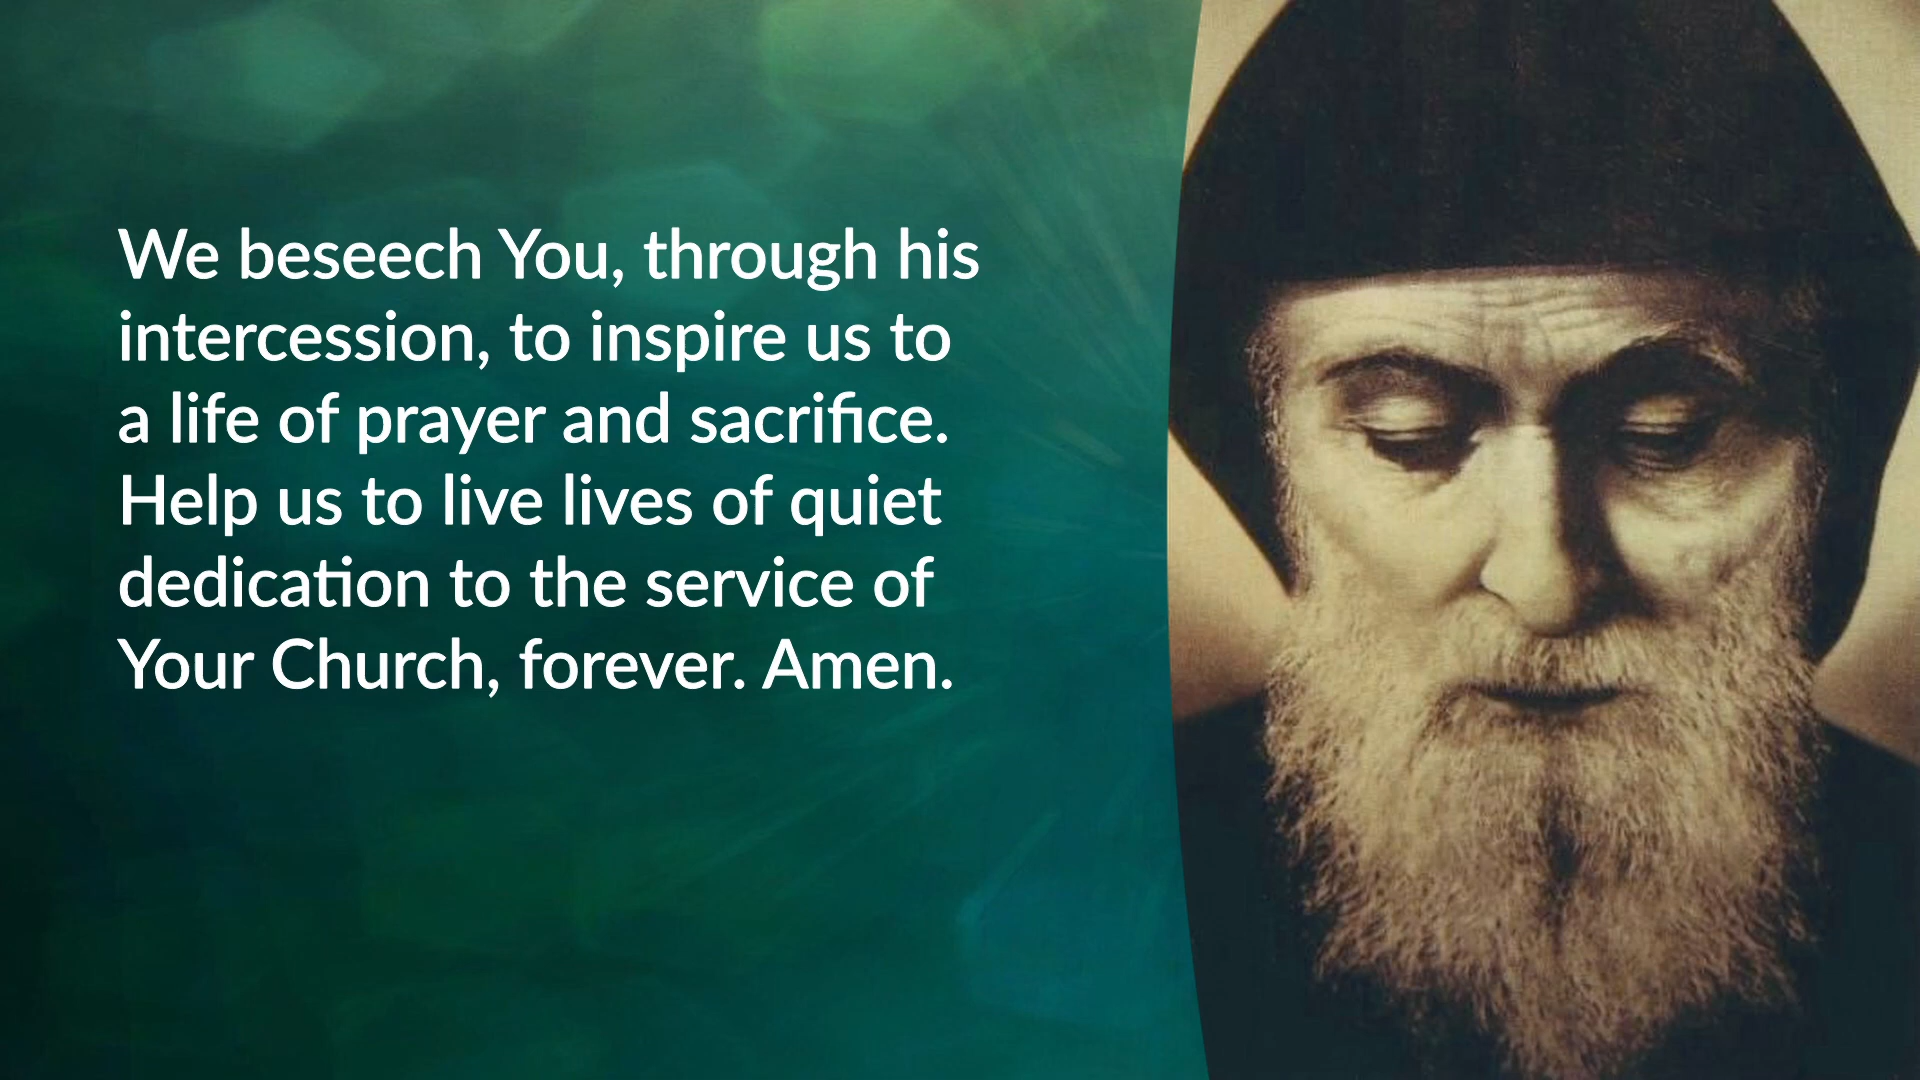 We beseech You, through his
intercession, to inspire us to
a life of prayer and sacrifice.
Help us to live lives of quiet
dedication to the service of
Your Church, forever. Amen.